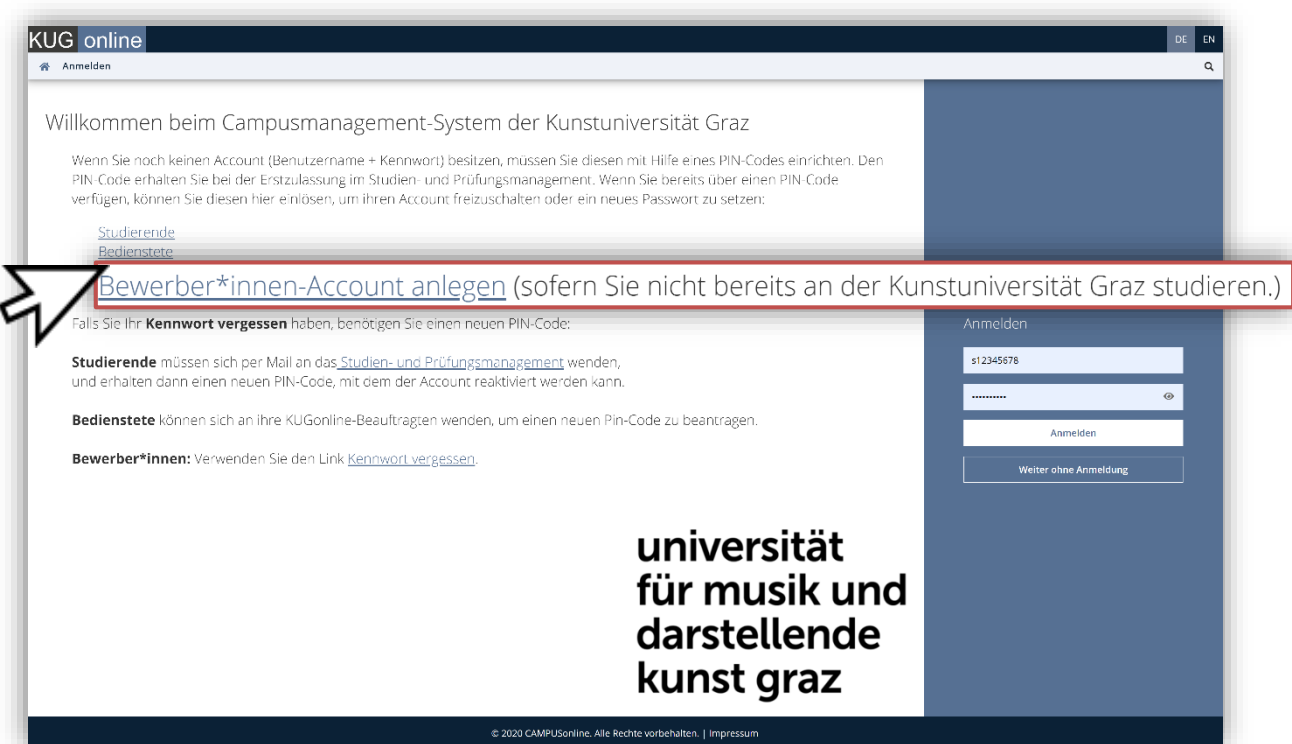 KUG online
DE EN
Anmelden
Willkommen beim Campusmanagement-System der Kunstuniversität Graz
Wenn Sie noch keinen Account (Benutzername + Kennwort) besitzen, müssen Sie diesen mit Hilfe eines PIN-Codes einrichten. Den
PIN-Code erhalten Sie bei der Erstzulassung im Studien- und Prüfungsmanagement. Wenn Sie bereits über einen PIN-Code
verfügen, können Sie diesen hier einlösen, um ihren Account freizuschalten oder ein neues Passwort zu setzen:
Studierende
Bedienstete
Bewerber*innen-Account anlegen (sofern Sie nicht bereits an der Kunstuniversität Graz studieren.)
Falls Sie Ihr Kennwort vergessen haben, benötigen Sie einen neuen PIN-Code:
Studierende müssen sich per Mail an das Studien- und Prüfungsmanagement wenden,
und erhalten dann einen neuen PIN-Code, mit dem der Account reaktiviert werden kann.
Bedienstete können sich an ihre KUGonline-Beauftragten wenden, um einen neuen Pin-Code zu beantragen.
Bewerber*innen: Verwenden Sie den Link Kennwort vergessen.
Anmelden
s12345678
••••••••••
Anmelden
Weiter ohne Anmeldung
universität
für musik und
darstellende
kunst graz
© 2020 CAMPUSonline. Alle Rechte vorbehalten. | Impressum